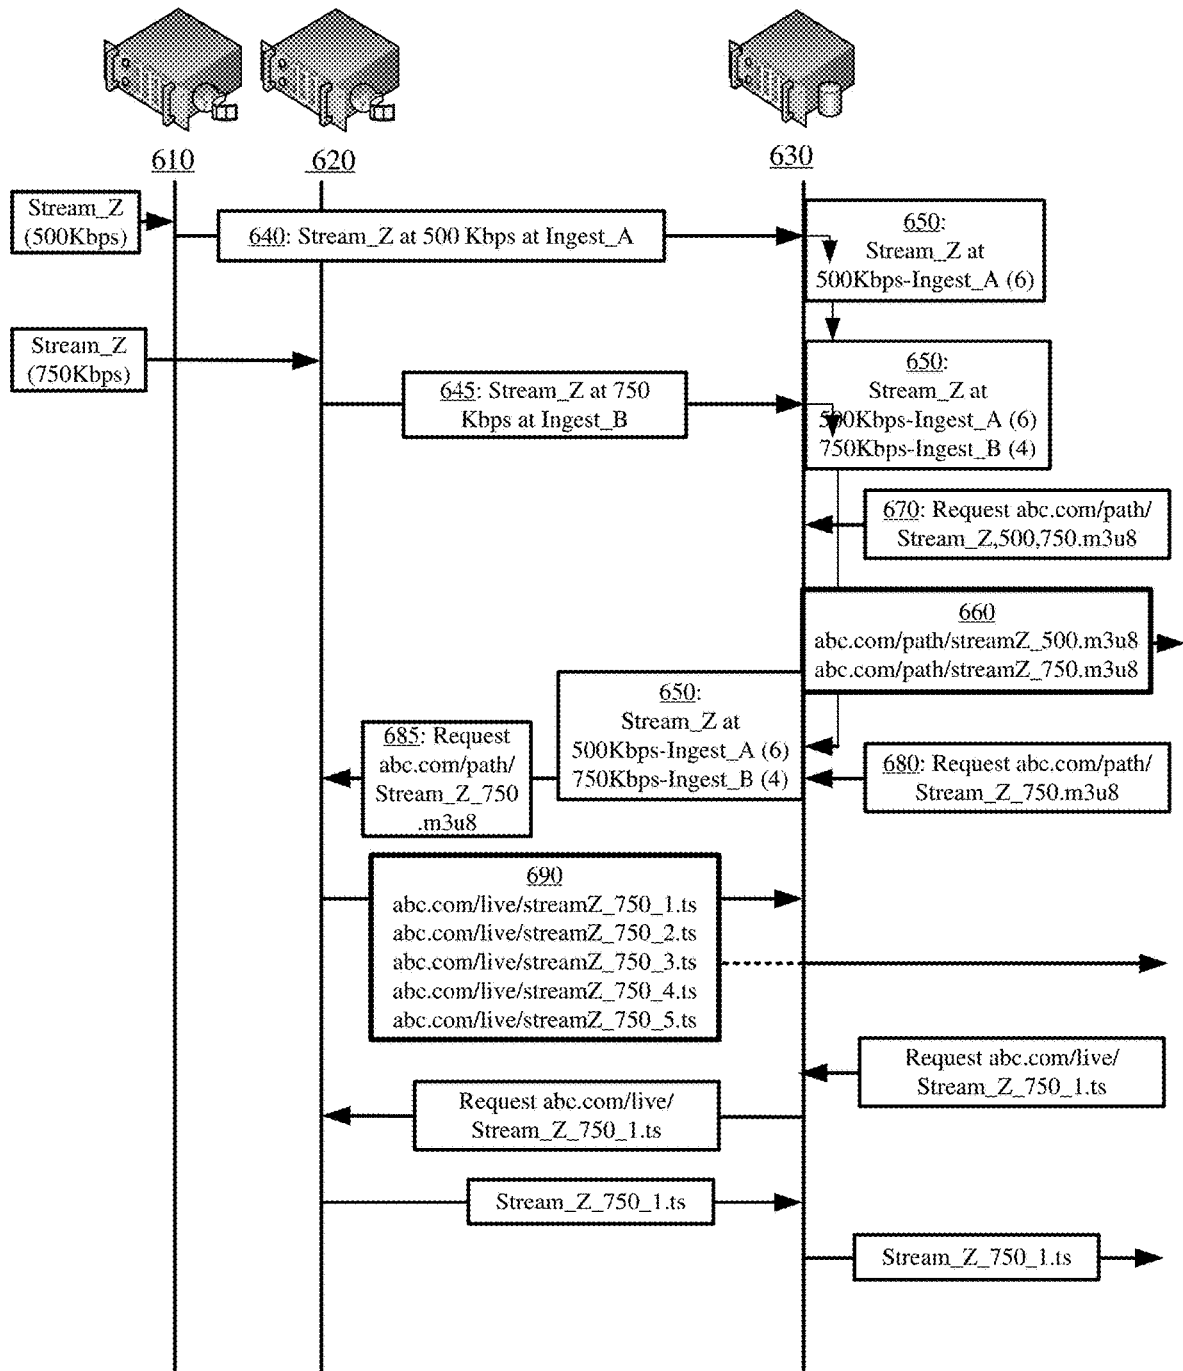 610
620
630
Stream_Z
(500Kbps)
640: Stream_Z at 500 Kbps at Ingest_A
650:
Stream_Z at
500Kbps-Ingest_A (6)
Stream_Z
(750Kbps)
645: Stream_Z at 750
Kbps at Ingest_B
650:
Stream_Z at
500Kbps-Ingest_A (6)
750Kbps-Ingest_B (4)
670: Request abc.com/path/
Stream_Z,500,750.m3u8
660
abc.com/path/streamZ_500.m3u8
abc.com/path/streamZ_750.m3u8
650:
Stream_Z at
500Kbps-Ingest_A (6)
750Kbps-Ingest_B (4)
680: Request abc.com/path/
Stream_Z_750.m3u8
685: Request
abc.com/path/
Stream_Z_750
.m3u8
690
abc.com/live/streamZ_750_1.ts
abc.com/live/streamZ_750_2.ts
abc.com/live/streamZ_750_3.ts
abc.com/live/streamZ_750_4.ts
abc.com/live/streamZ_750_5.ts
Request abc.com/live/
Stream_Z_750_1.ts
Request abc.com/live/
Stream_Z_750_1.ts
Stream_Z_750_1.ts
Stream_Z_750_1.ts